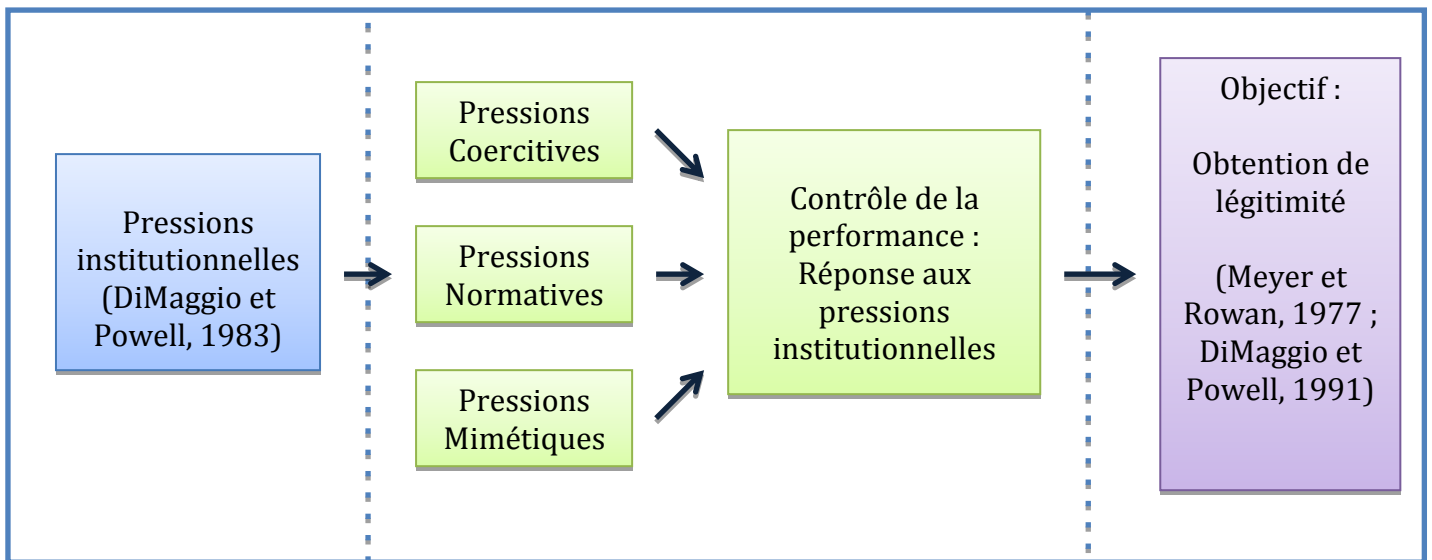 Pressions
institutionnelles
(DiMaggio et
Powell, 1983)
Pressions
Coercitives
Pressions
Normatives
Pressions
Mimétiques
Contrôle de la
performance :
Réponse aux
pressions
institutionnelles
Objectif :
Obtention de
légitimité
(Meyer et
Rowan, 1977 ;
DiMaggio et
Powell, 1991)